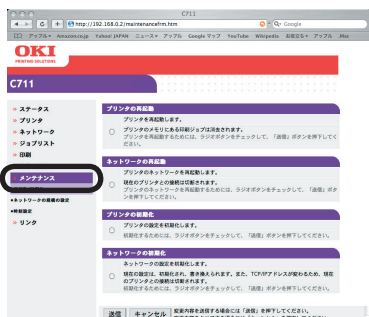 C711
http://192.168.0.2/maintenancefrm.htm
Google
アップル Amazon.co.jp Yahoo! JAPAN ニュース アップル Google マップ YouTube Wikipedia お役立ち アップル Mac
OKI
PRINTING SOLUTIONS
C711
ステータス
プリンタ
ネットワーク
ジョブリスト
印刷
メンテナンス
●ネットワークの規模の設定
●時刻設定
リンク
プリンタの再起動
プリンタを再起動します。
プリンタのメモリにある印刷ジョブは消去されます。
プリンタを再起動するためには、ラジオボタンをチェックして、「送信」ボタンを押下してください。
ネットワークの再起動
プリンタのネットワークを再起動します。
現在のプリンタとの接続は切断されます。
プリンタを再起動するためには、ラジオボタンをチェックして、「送信」ボタンを押下してください。
プリンタの初期化
プリンタの設定を初期化します。
初期化するためには、ラジオボタンをチェックして、「送信」ボタンを押下してください。
ネットワークの初期化
ネットワークの設定を初期化します。
現在の設定は、初期化され、書き換えられます。また、TCP/IPアドレスが変わるため、現在のプリンタとの接続は切断されます。
初期化するためには、ラジオボタンをチェックして、「送信」ボタンを押下してください。
送信 キャンセル 変更内容を送信する場合には「送信」を押下してください。